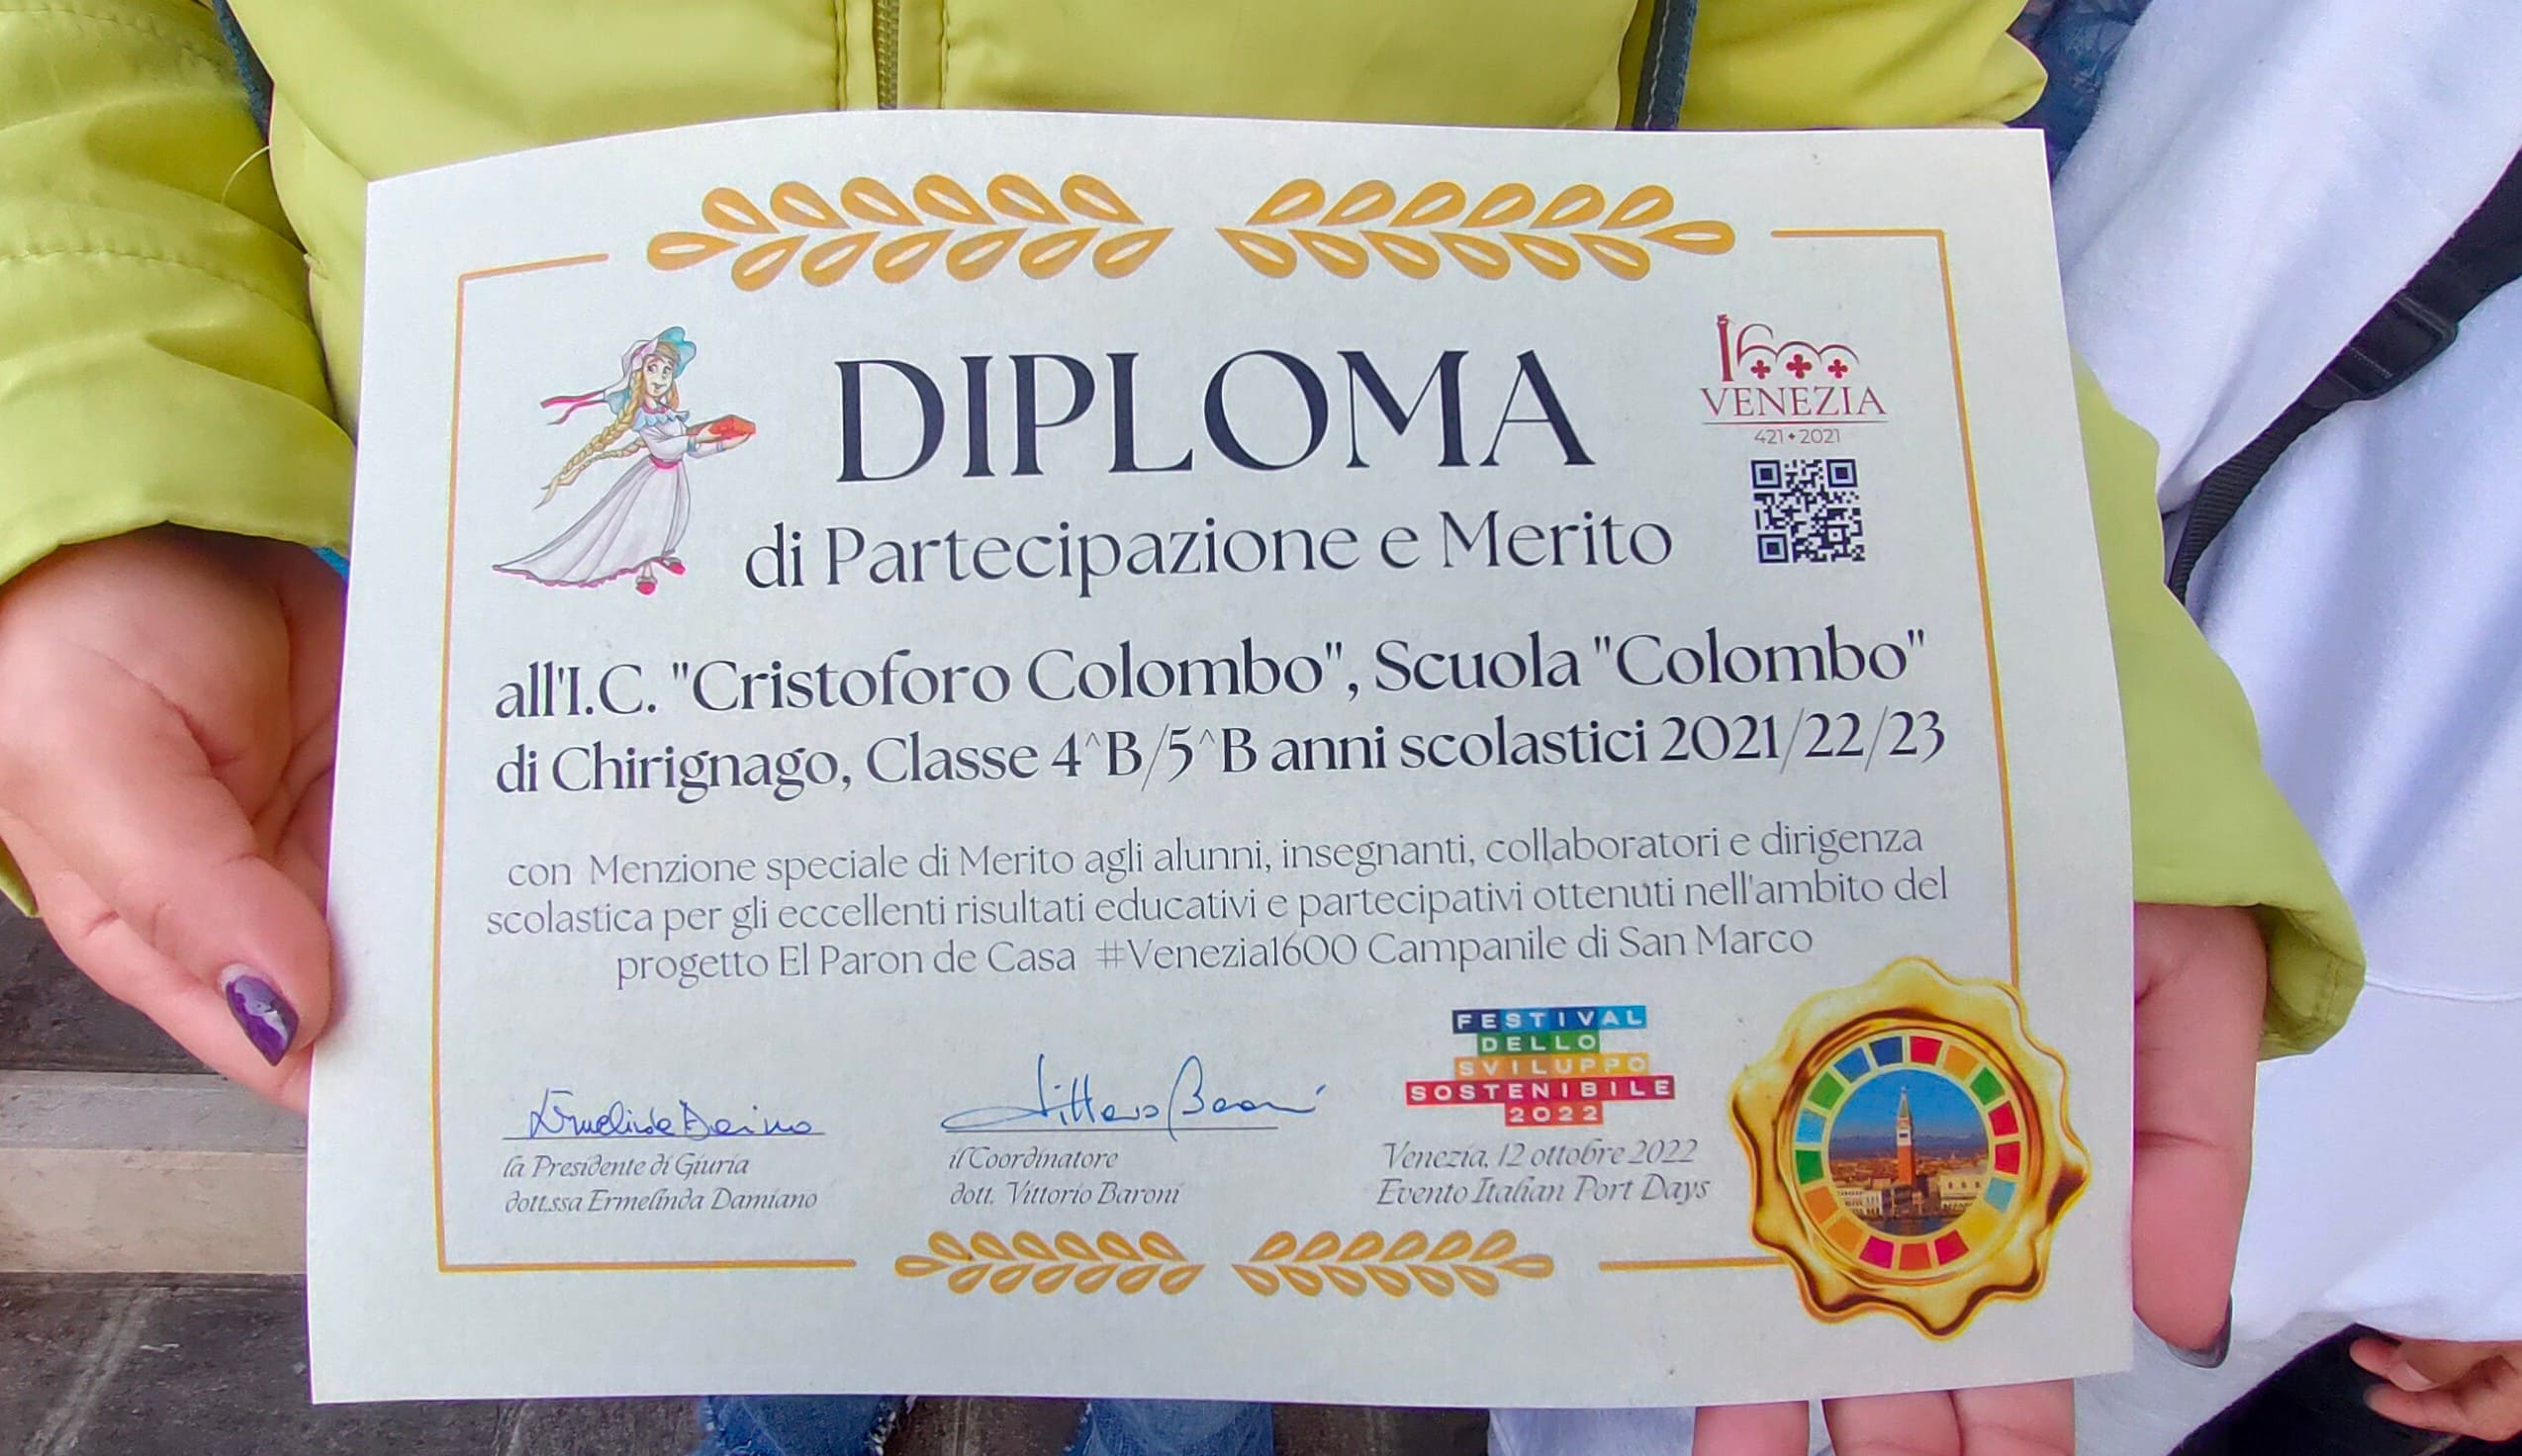 DIPLOMA
di Partecipazione e Merito
1600
VENEZIA
421 • 2021
all'I.C. "Cristoforo Colombo", Scuola "Colombo"
di Chirignago, Classe 4^B/5^B anni scolastici 2021/22/23
con Menzione speciale di Merito agli alunni, insegnanti, collaboratori e dirigenza
scolastica per gli eccellenti risultati educativi e partecipativi ottenuti nell'ambito del
progetto El Paron de Casa #Venezia1600 Campanile di San Marco
Ermelinda Damiano
la Presidente di Giuria
dott.ssa Ermelinda Damiano
Vittorio Baroni
il Coordinatore
dott. Vittorio Baroni
FESTIVAL
DELLO
SVILUPPO
SOSTENIBILE
2022
Venezia, 12 ottobre 2022
Evento Italian Port Days